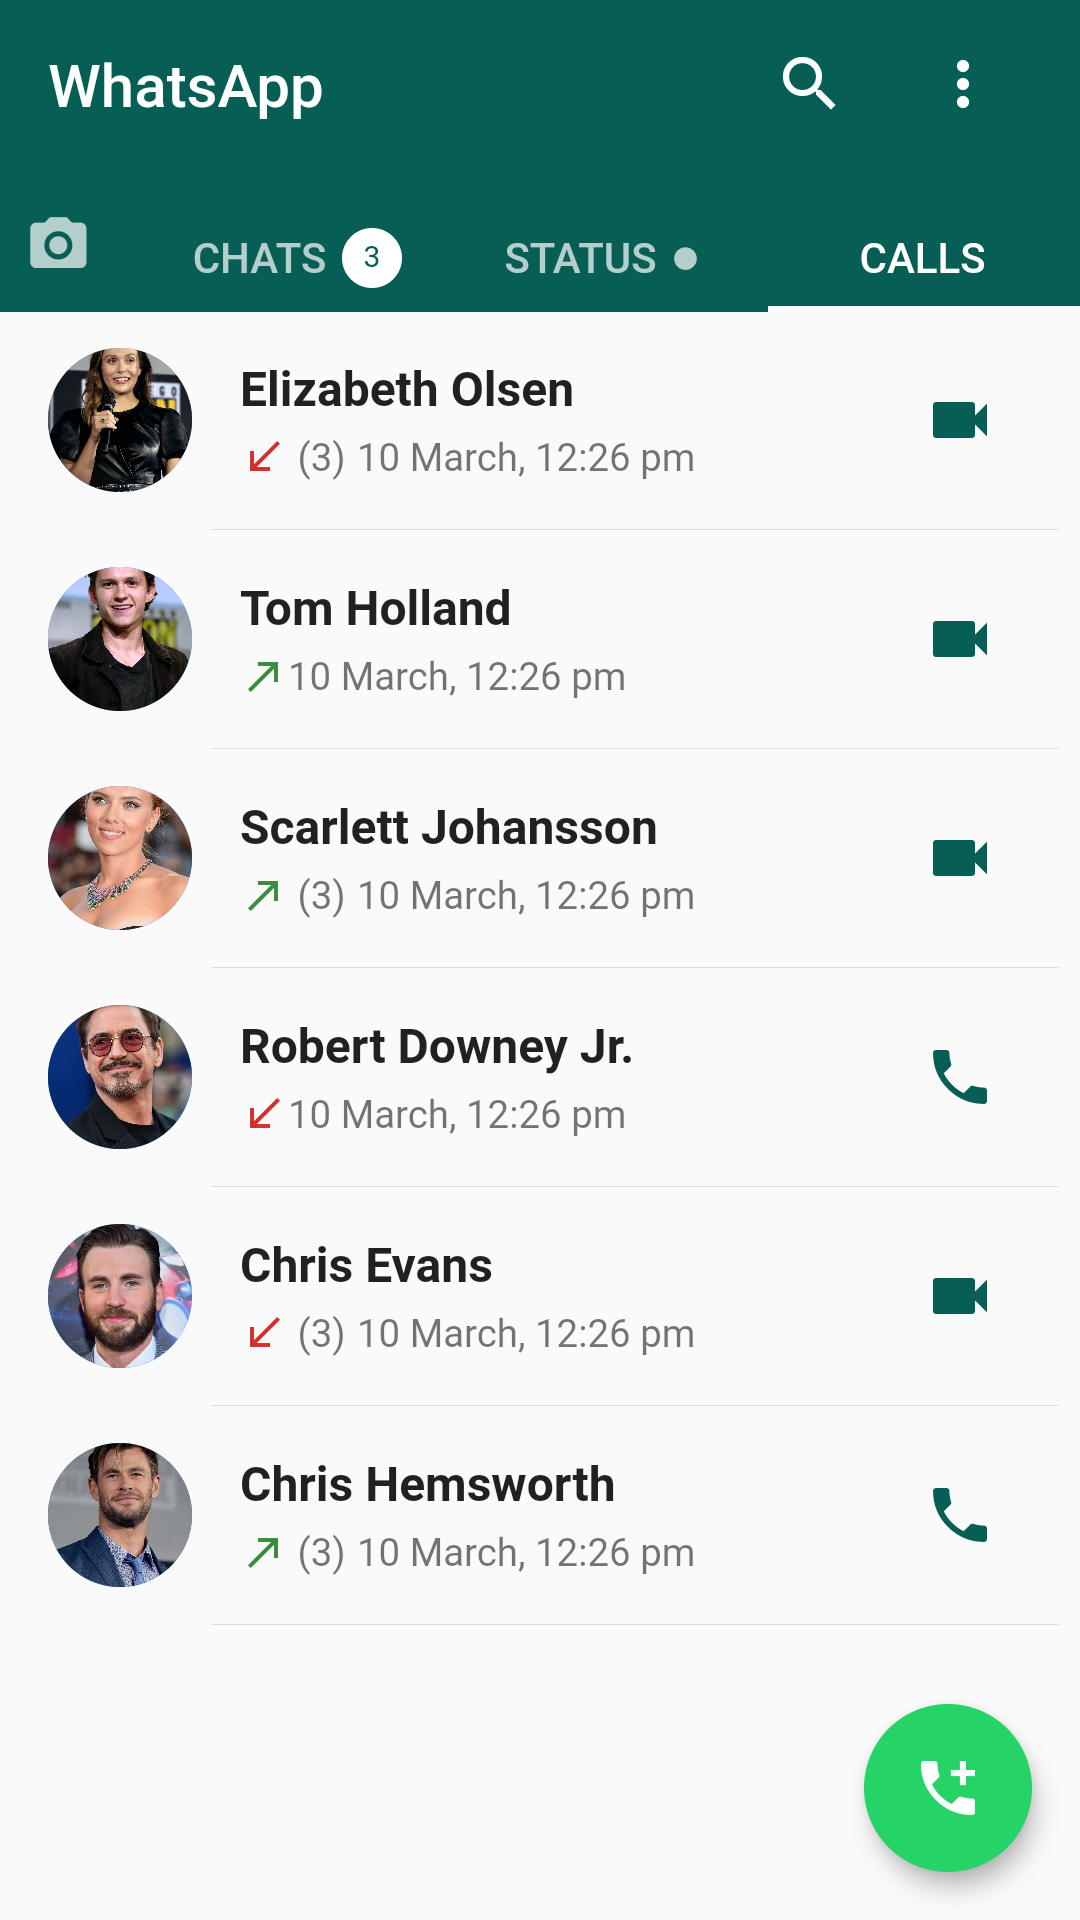 WhatsApp
CHATS 3 STATUS CALLS
Elizabeth Olsen
(3) 10 March, 12:26 pm
Tom Holland
10 March, 12:26 pm
Scarlett Johansson
(3) 10 March, 12:26 pm
Robert Downey Jr.
10 March, 12:26 pm
Chris Evans
(3) 10 March, 12:26 pm
Chris Hemsworth
(3) 10 March, 12:26 pm